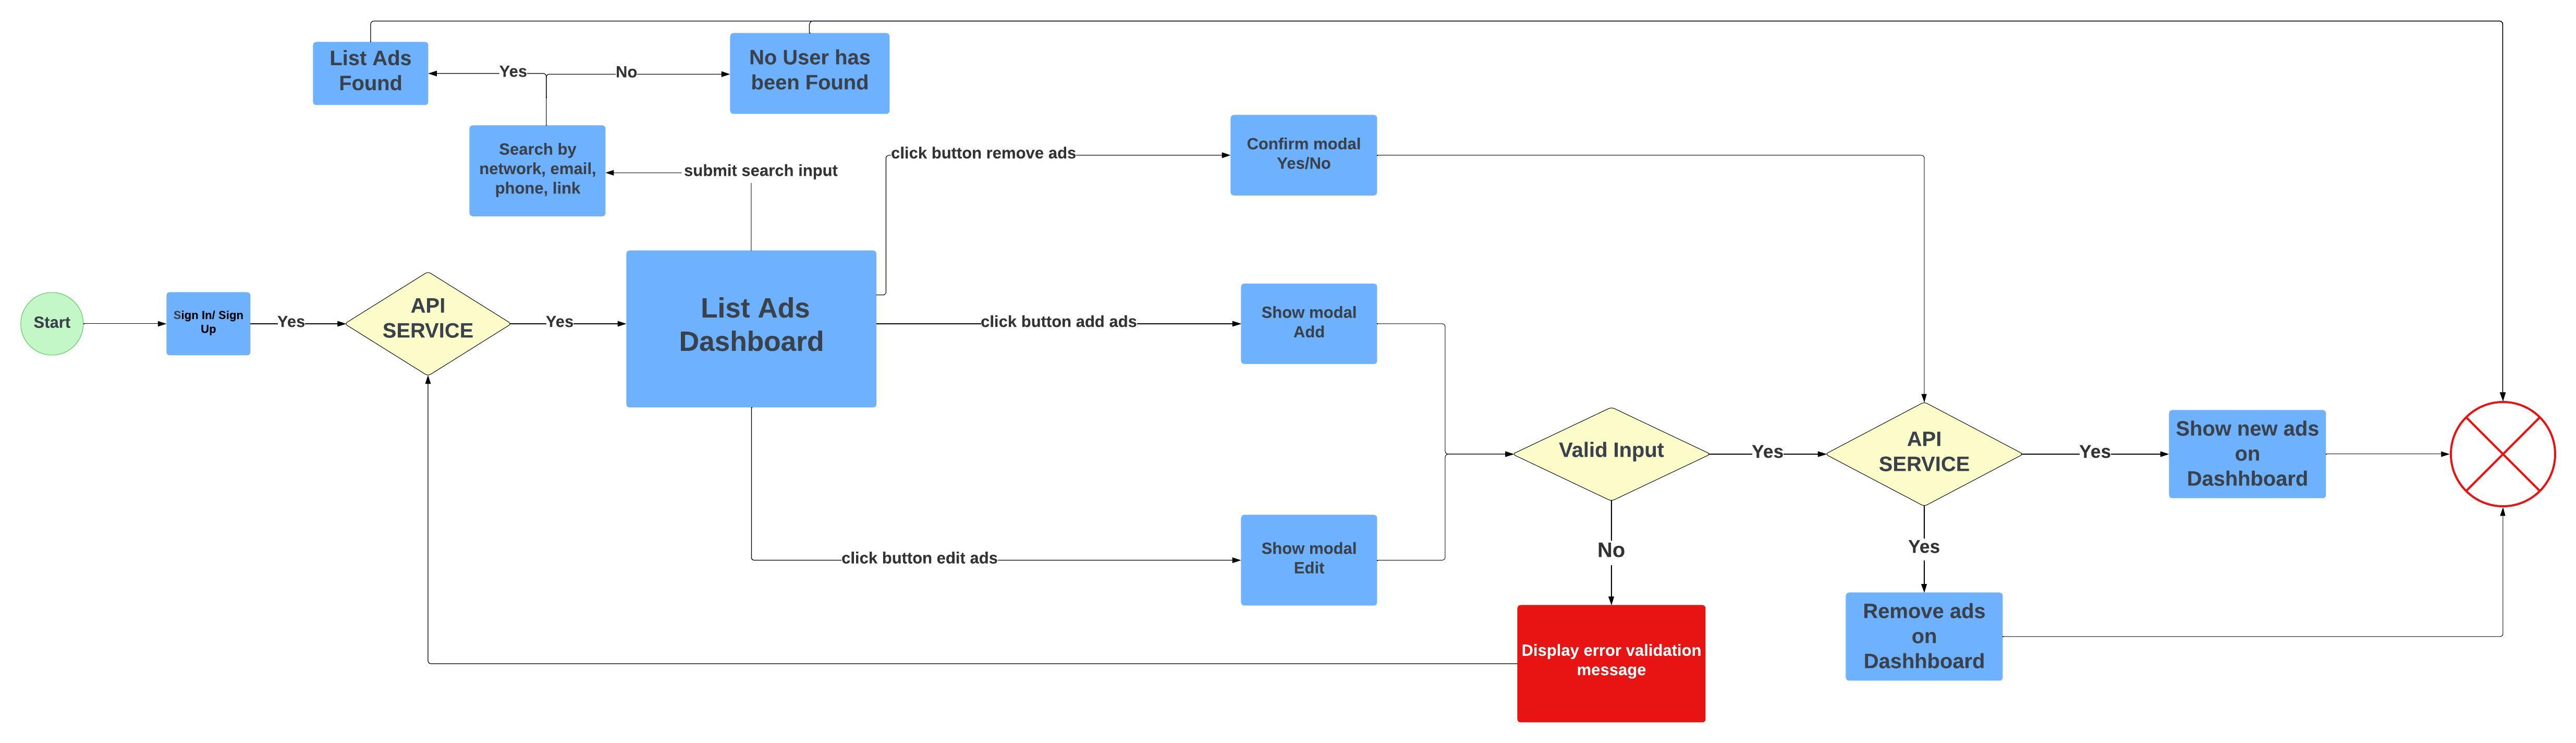 List Ads
Found
Yes
No
No User has
been Found
Search by
network, email,
phone, link
submit search input
click button remove ads
Confirm modal
Yes/No
Start
Sign In/ Sign
Up
Yes
API
SERVICE
Yes
List Ads
Dashboard
click button add ads
Show modal
Add
click button edit ads
Show modal
Edit
Valid Input
Yes
API
SERVICE
Yes
Show new ads
on
Dashhboard
No
Display error validation
message
Yes
Remove ads
on
Dashhboard